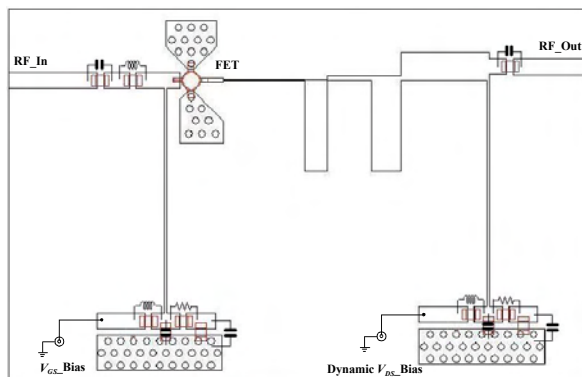 RF_In
FET
RF_Out
V_GS_Bias
Dynamic V_DS_Bias